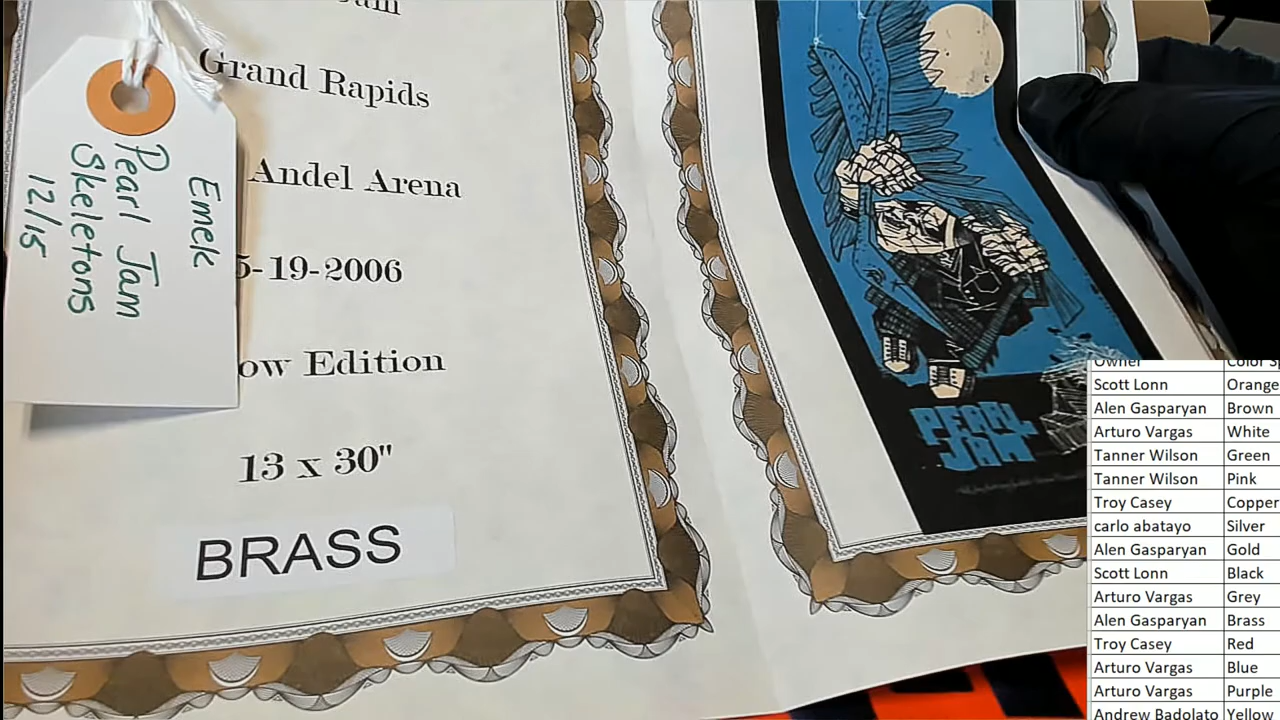 Grand Rapids
Andel Arena
5-19-2006
ow Edition
13 x 30"
BRASS
Emek
Pearl Jam
Skeletons
12/15
PEARL
JAM
Owner
Scott Lonn Orange
Alen Gasparyan Brown
Arturo Vargas White
Tanner Wilson Green
Tanner Wilson Pink
Troy Casey Copper
carlo abatayo Silver
Alen Gasparyan Gold
Scott Lonn Black
Arturo Vargas Grey
Alen Gasparyan Brass
Troy Casey Red
Arturo Vargas Blue
Arturo Vargas Purple
Andrew Badolato Yellow